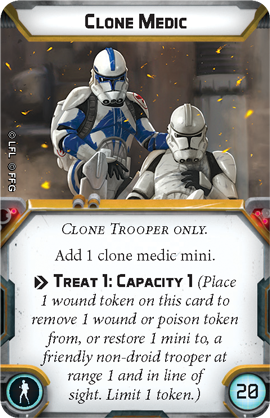 Clone Medic
© LFL © FFG
Clone Trooper only.
Add 1 clone medic mini.
Treat 1: Capacity 1 (Place
1 wound token on this card to
remove 1 wound or poison token
from, or restore 1 mini to, a
friendly non-droid trooper at
range 1 and in line of
sight. Limit 1 token.)
20